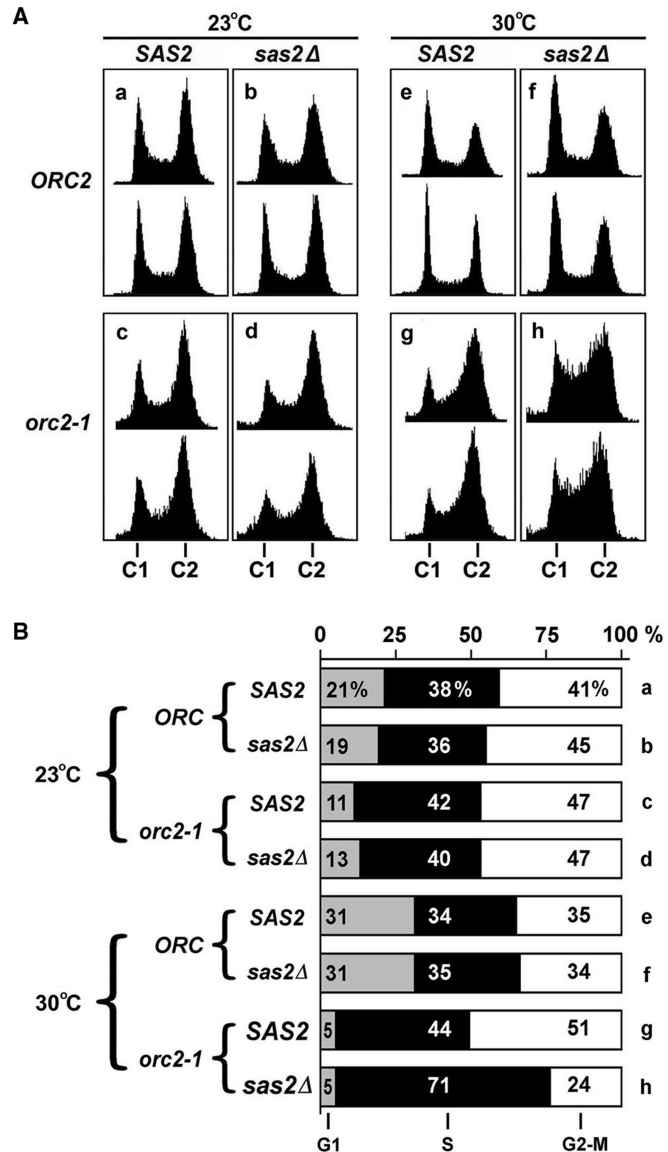 A
23°C 30°C
SAS2 sas2Δ SAS2 sas2Δ
a b e f
ORC2
c d g h
orc2-1
C1 C2 C1 C2 C1 C2 C1 C2
B
0 25 50 75 100 %
23°C
ORC
SAS2 21% 38% 41% a
sas2Δ 19 36 45 b
orc2-1
SAS2 11 42 47 c
sas2Δ 13 40 47 d
30°C
ORC
SAS2 31 34 35 e
sas2Δ 31 35 34 f
orc2-1
SAS2 5 44 51 g
sas2Δ 5 71 24 h
G1 S G2-M